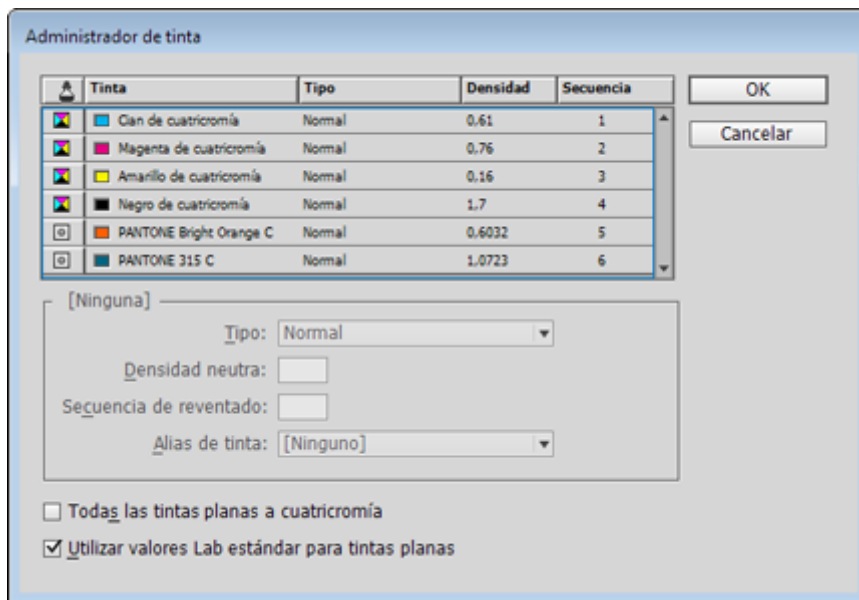 Administrador de tinta
Tinta Tipo Densidad Secuencia
Cian de cuatricromía Normal 0,61 1
Magenta de cuatricromía Normal 0,76 2
Amarillo de cuatricromía Normal 0,16 3
Negro de cuatricromía Normal 1,7 4
PANTONE Bright Orange C Normal 0,6032 5
PANTONE 315 C Normal 1,0723 6
OK
Cancelar
[Ninguna]
Tipo: Normal
Densidad neutra:
Secuencia de reventado:
Alias de tinta: [Ninguno]
Todas las tintas planas a cuatricromía
Utilizar valores Lab estándar para tintas planas